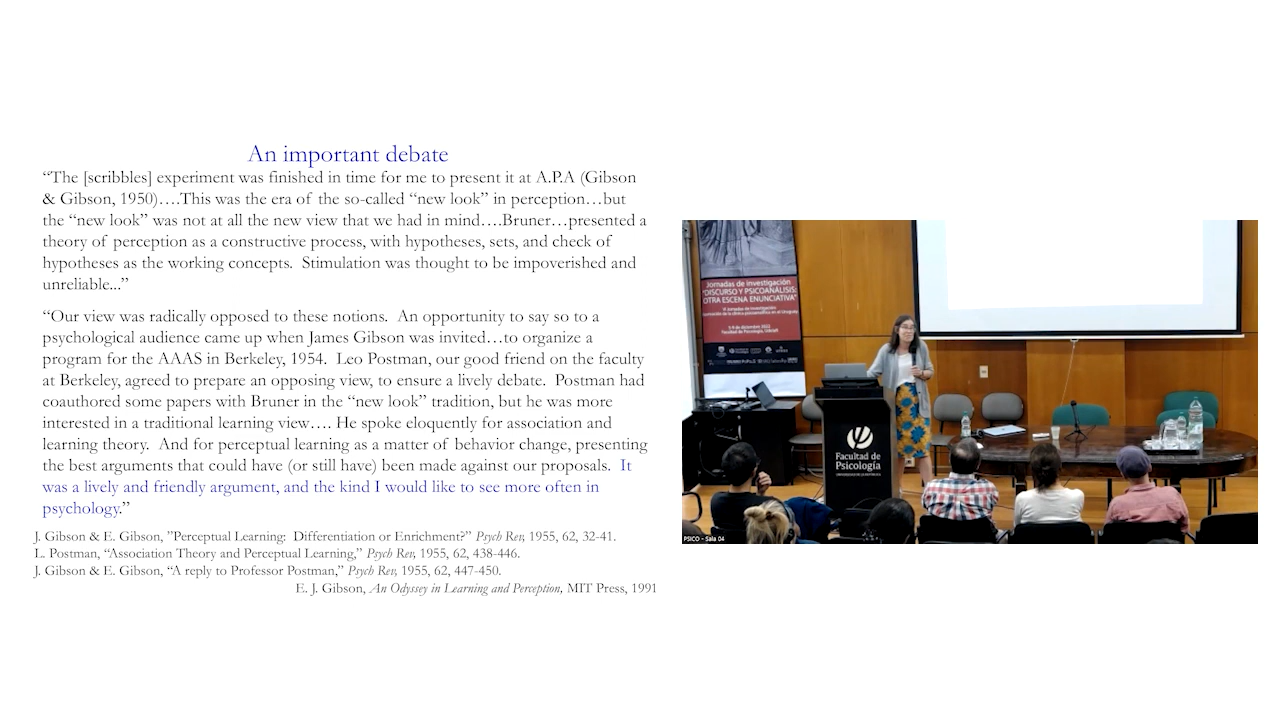 An important debate
“The [scribbles] experiment was finished in time for me to present it at A.P.A (Gibson
& Gibson, 1950)….This was the era of the so-called “new look” in perception…but
the “new look” was not at all the new view that we had in mind….Bruner…presented a
theory of perception as a constructive process, with hypotheses, sets, and check of
hypotheses as the working concepts.  Stimulation was thought to be impoverished and
unreliable...”
“Our view was radically opposed to these notions.  An opportunity to say so to a
psychological audience came up when James Gibson was invited…to organize a
program for the AAAS in Berkeley, 1954.  Leo Postman, our good friend on the faculty
at Berkeley, agreed to prepare an opposing view, to ensure a lively debate.  Postman had
coauthored some papers with Bruner in the “new look” tradition, but he was more
interested in a traditional learning view…. He spoke eloquently for association and
learning theory.  And for perceptual learning as a matter of behavior change, presenting
the best arguments that could have (or still have) been made against our proposals.  It
was a lively and friendly argument, and the kind I would like to see more often in
psychology.”
J. Gibson & E. Gibson, ”Perceptual Learning:  Differentiation or Enrichment?” Psych Rev, 1955, 62, 32-41.
L. Postman, “Association Theory and Perceptual Learning,” Psych Rev, 1955, 62, 438-446.
J. Gibson & E. Gibson, “A reply to Professor Postman,” Psych Rev, 1955, 62, 447-450.
E. J. Gibson, An Odyssey in Learning and Perception, MIT Press, 1991
Jornadas de investigación
"DISCURSO Y PSICOANÁLISIS:
OTRA ESCENA ENUNCIATIVA"
Facultad de
Psicología
PSICO - Sala 04